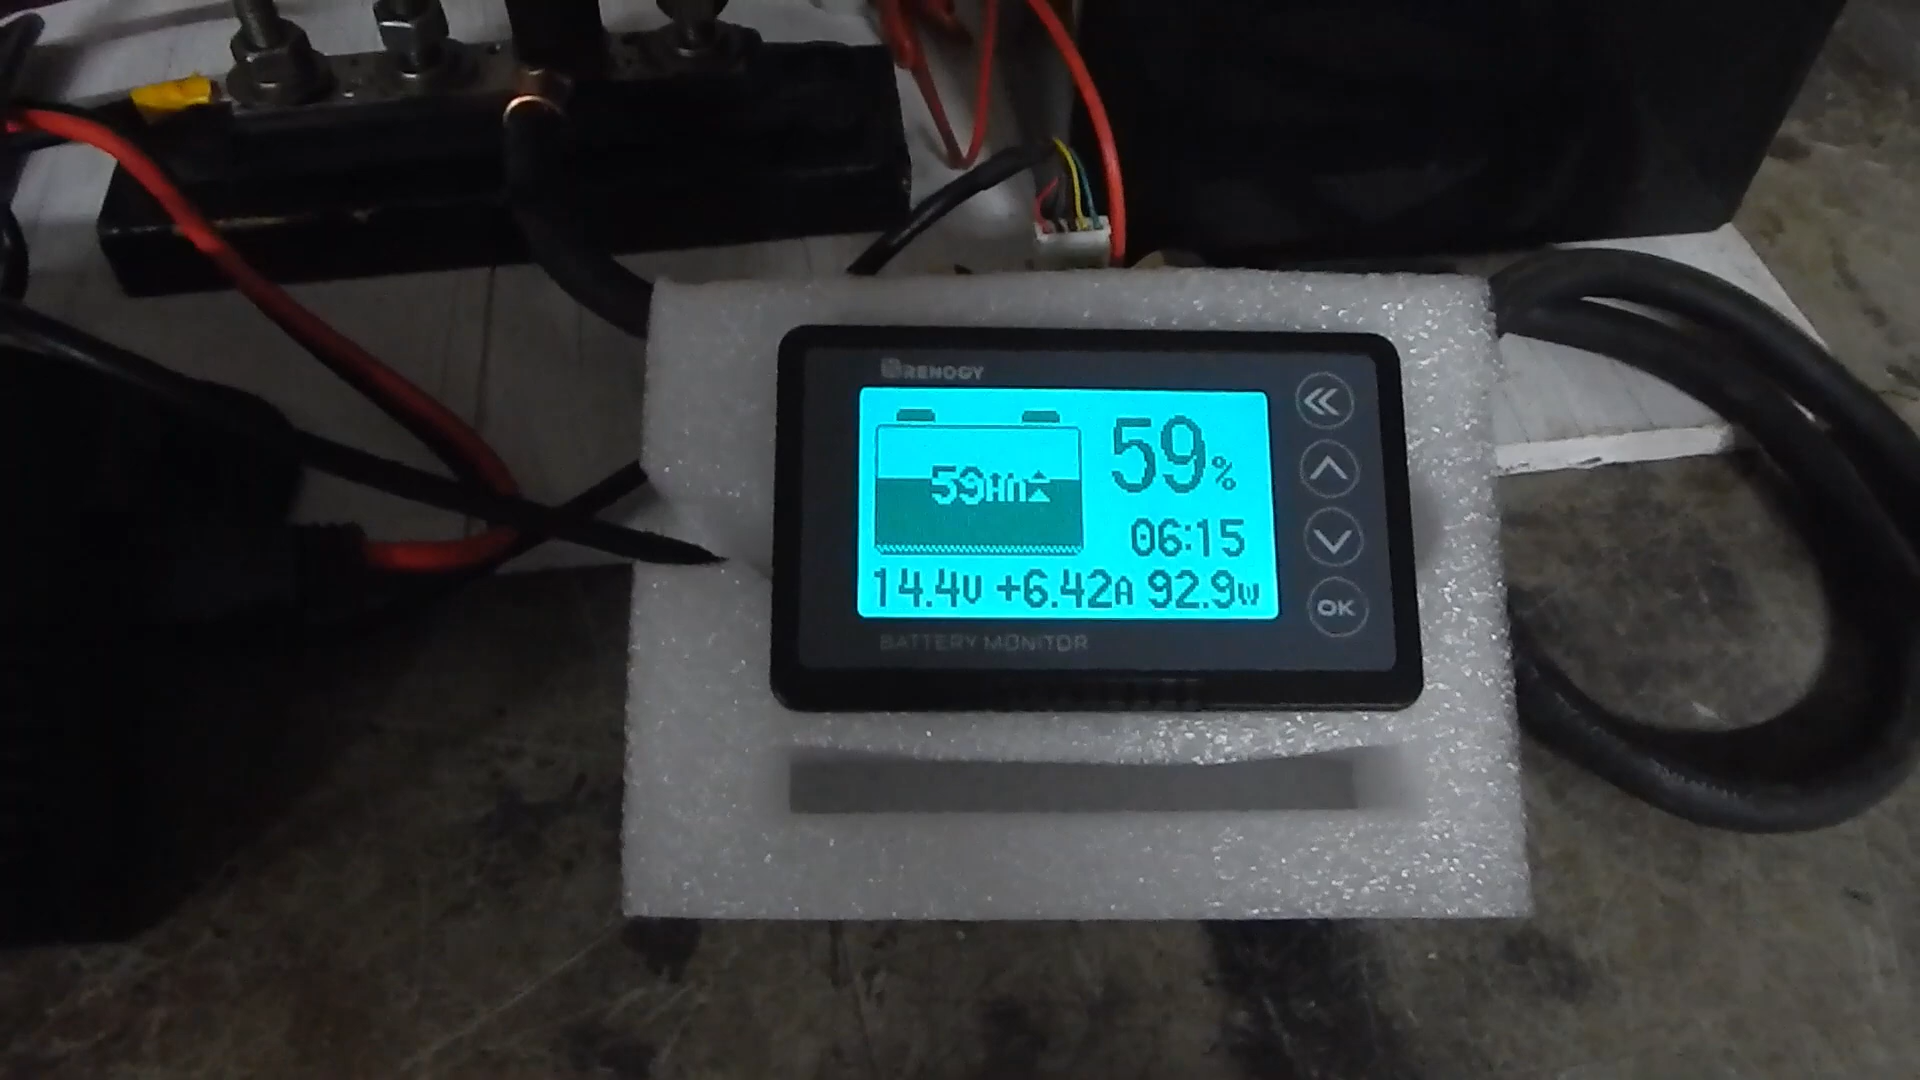 RENOGY
59Ah
59%
06:15
14.4V +6.42A 92.9W
OK
BATTERY MONITOR